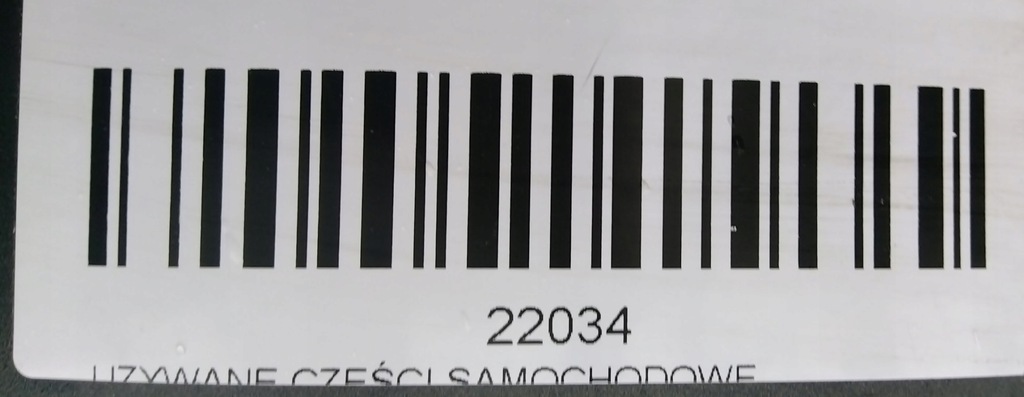 22034
UŻYWANE CZĘŚCI SAMOCHODOWE